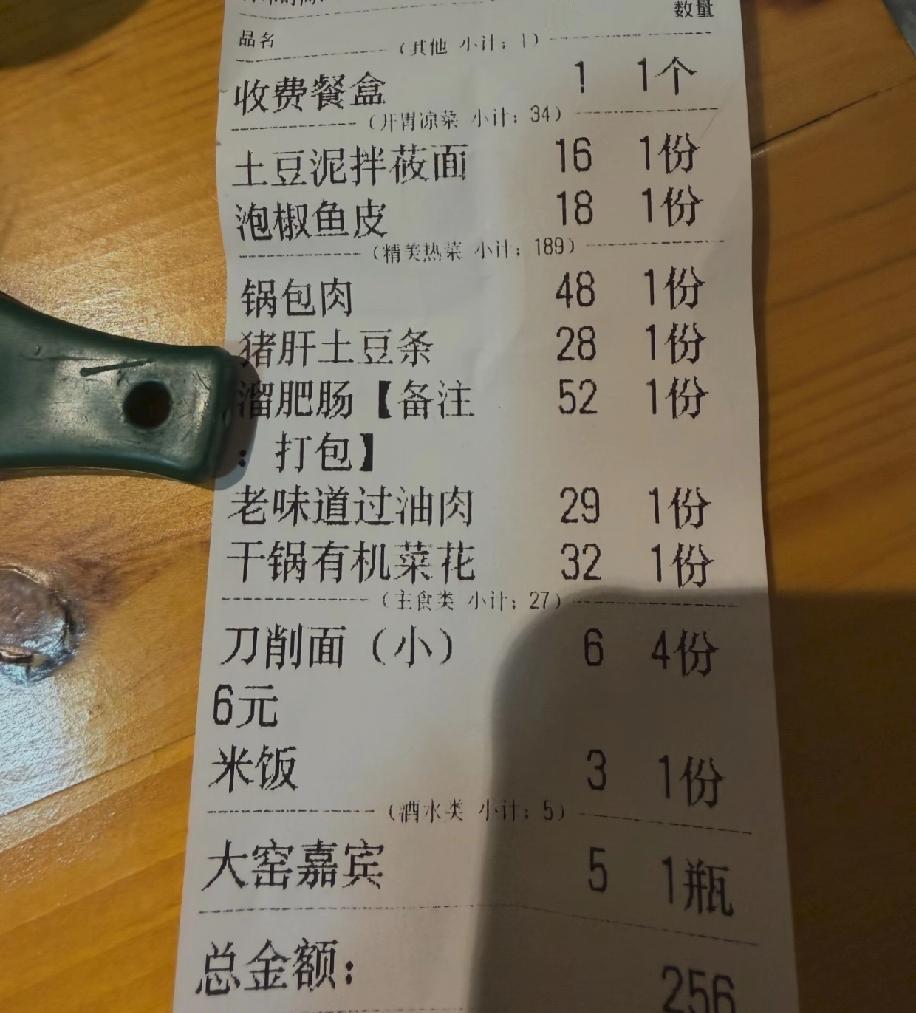 数量
品名
(其他 小计: 1)
收费餐盒 1 1个
(开胃凉菜 小计: 34)
土豆泥拌莜面 16 1份
泡椒鱼皮 18 1份
(精美热菜 小计: 189)
锅包肉 48 1份
猪肝土豆条 28 1份
溜肥肠【备注 52 1份
: 打包】
老味道过油肉 29 1份
干锅有机菜花 32 1份
(主食类 小计: 27)
刀削面(小) 6 4份
6元
米饭 3 1份
(酒水类 小计: 5)
大窑嘉宾 5 1瓶
总金额: 256